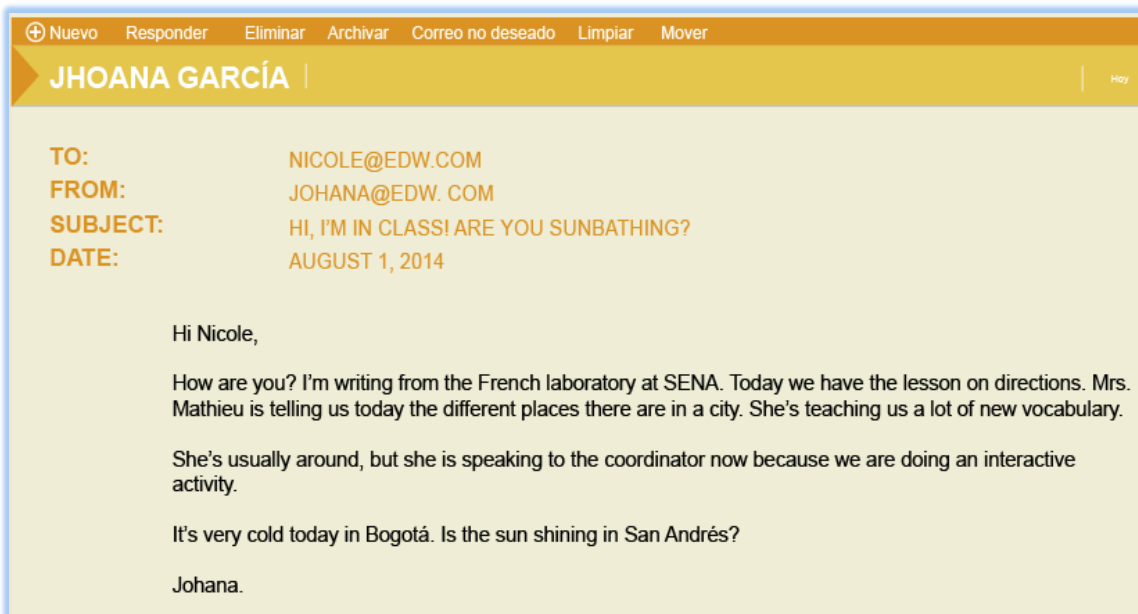 Nuevo Responder Eliminar Archivar Correo no deseado Limpiar Mover
JHOANA GARCÍA Hoy
TO: NICOLE@EDW.COM
FROM: JOHANA@EDW. COM
SUBJECT: HI, I'M IN CLASS! ARE YOU SUNBATHING?
DATE: AUGUST 1, 2014
Hi Nicole,
How are you? I'm writing from the French laboratory at SENA. Today we have the lesson on directions. Mrs.
Mathieu is telling us today the different places there are in a city. She's teaching us a lot of new vocabulary.
She's usually around, but she is speaking to the coordinator now because we are doing an interactive
activity.
It's very cold today in Bogotá. Is the sun shining in San Andrés?
Johana.